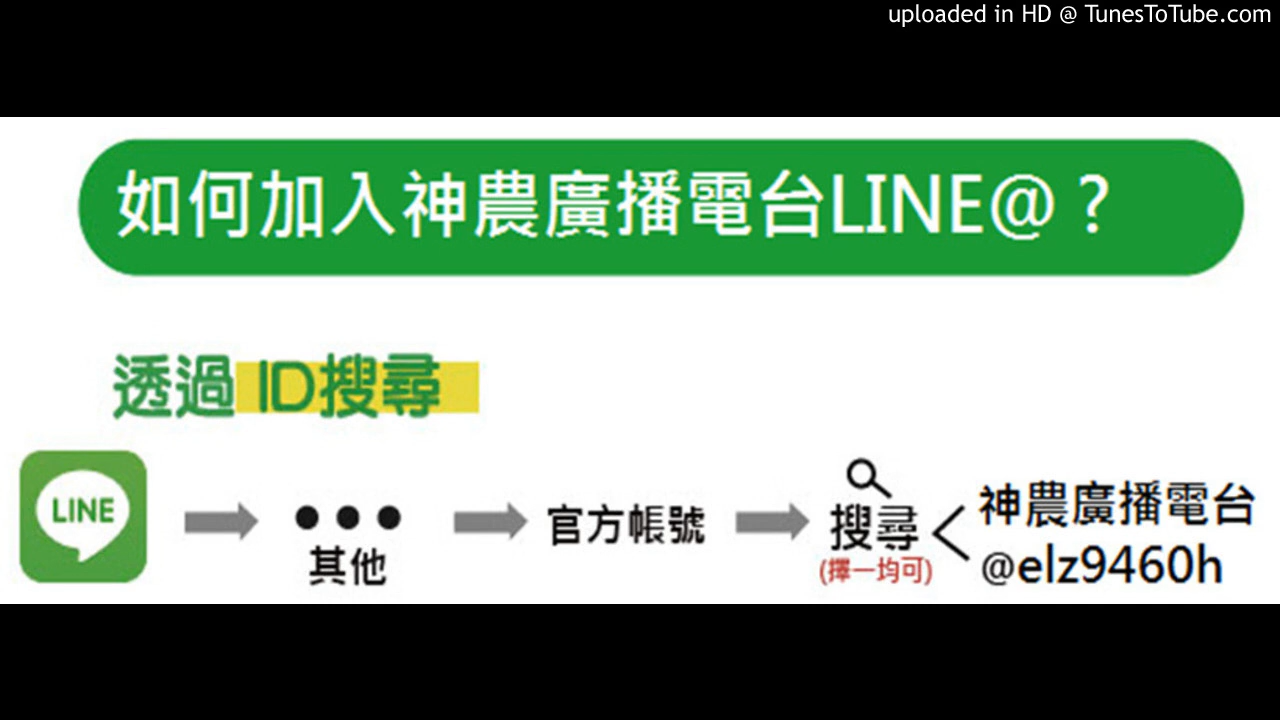 uploaded in HD @ TunesToTube.com
如何加入神農廣播電台LINE@？
透過 ID搜尋
LINE
其他
官方帳號
搜尋
(擇一均可)
神農廣播電台
@elz9460h